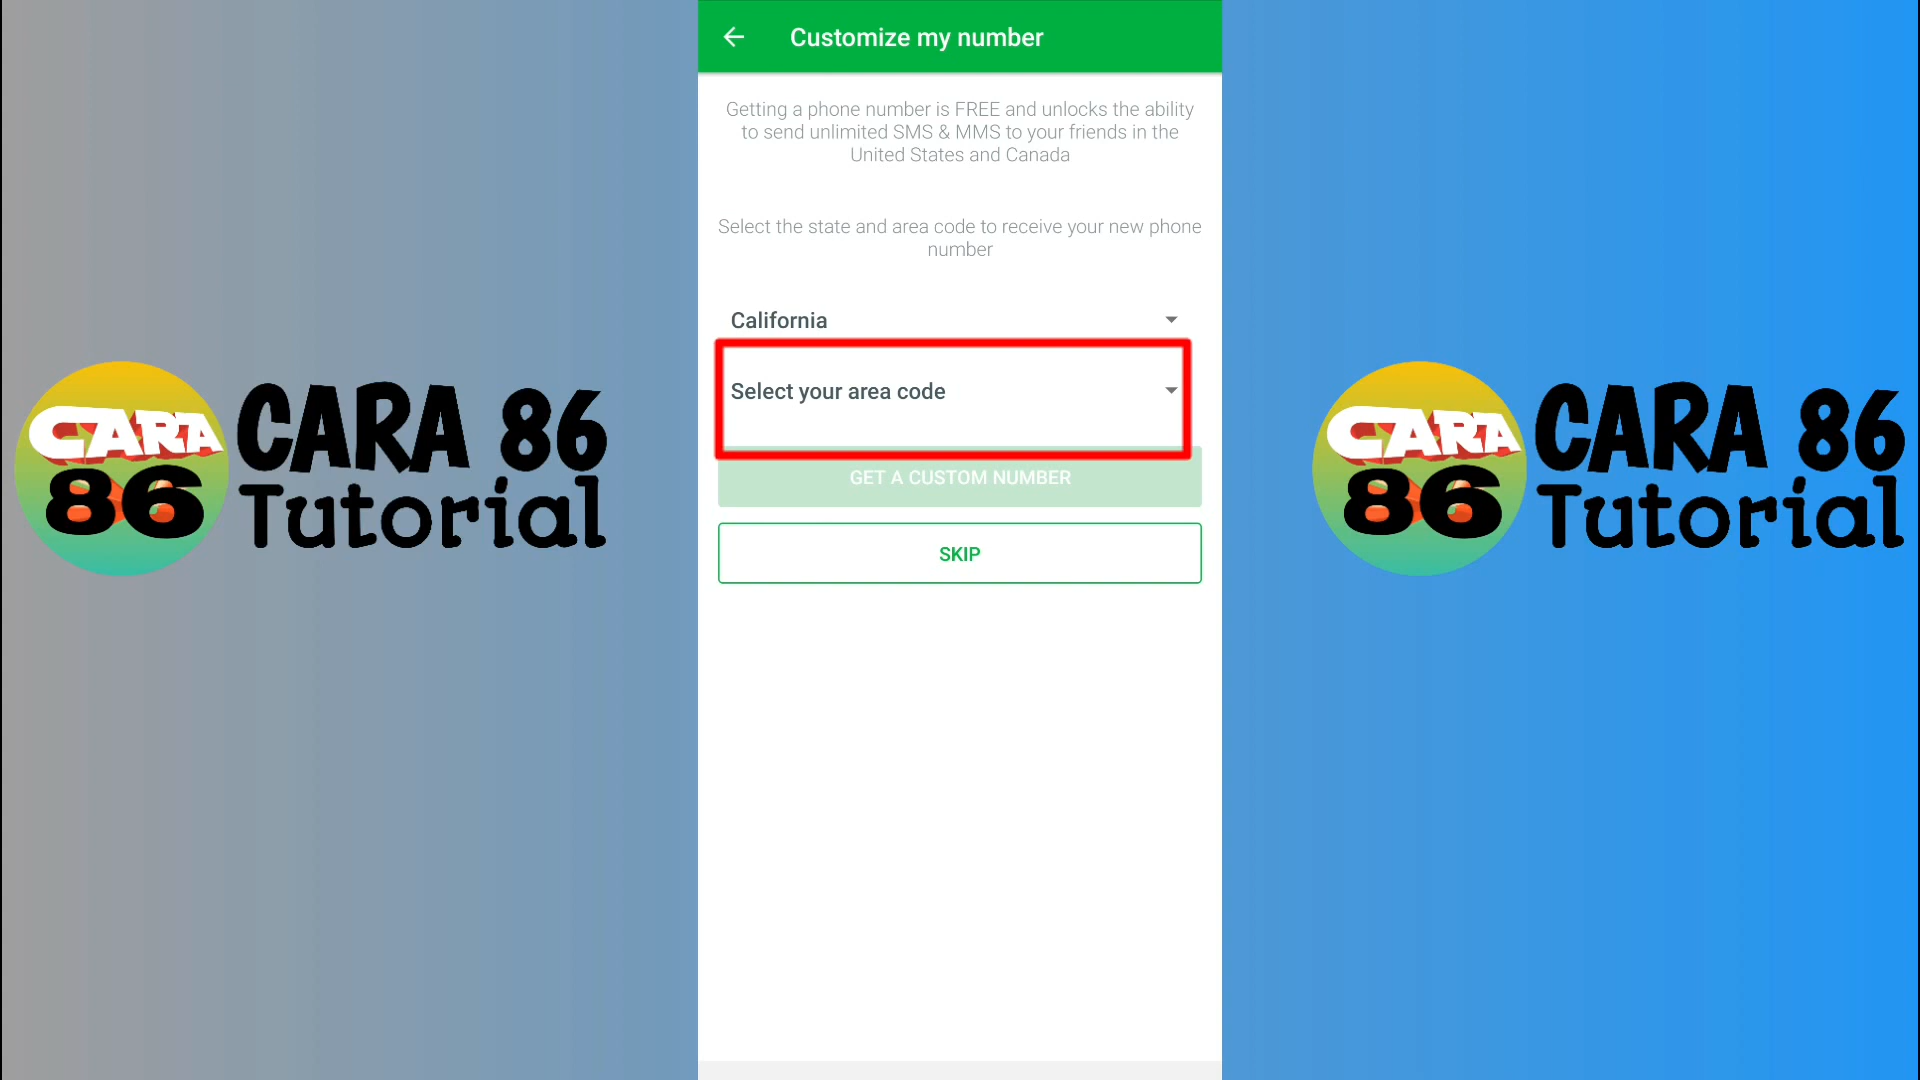 Customize my number
Getting a phone number is FREE and unlocks the ability
to send unlimited SMS & MMS to your friends in the
United States and Canada
Select the state and area code to receive your new phone
number
California
Select your area code
GET A CUSTOM NUMBER
SKIP
CARA
86
CARA 86
Tutorial
CARA
86
CARA 86
Tutorial